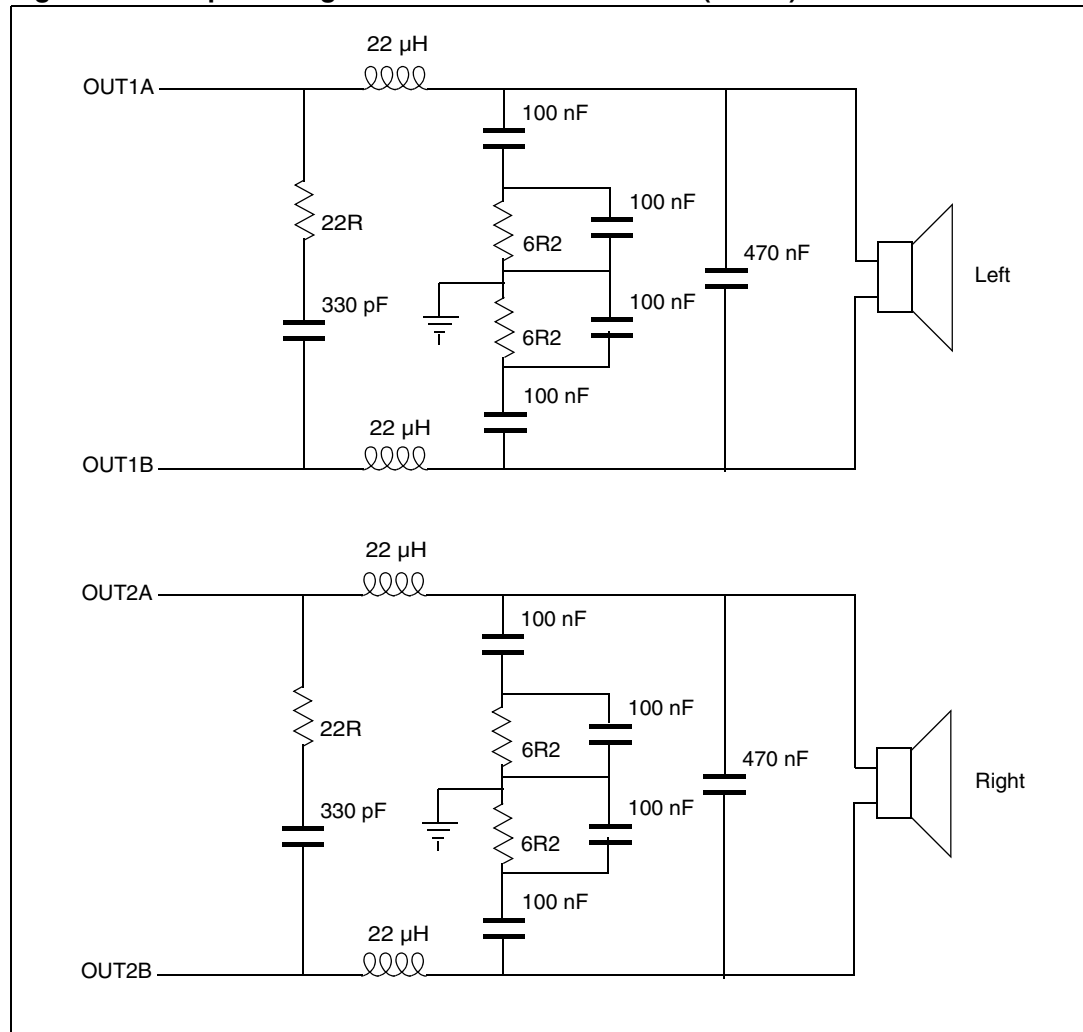 22 µH
OUT1A
100 nF
100 nF
22R
6R2
470 nF
Left
330 pF
100 nF
6R2
100 nF
22 µH
OUT1B
22 µH
OUT2A
100 nF
100 nF
22R
6R2
470 nF
Right
330 pF
100 nF
6R2
100 nF
22 µH
OUT2B